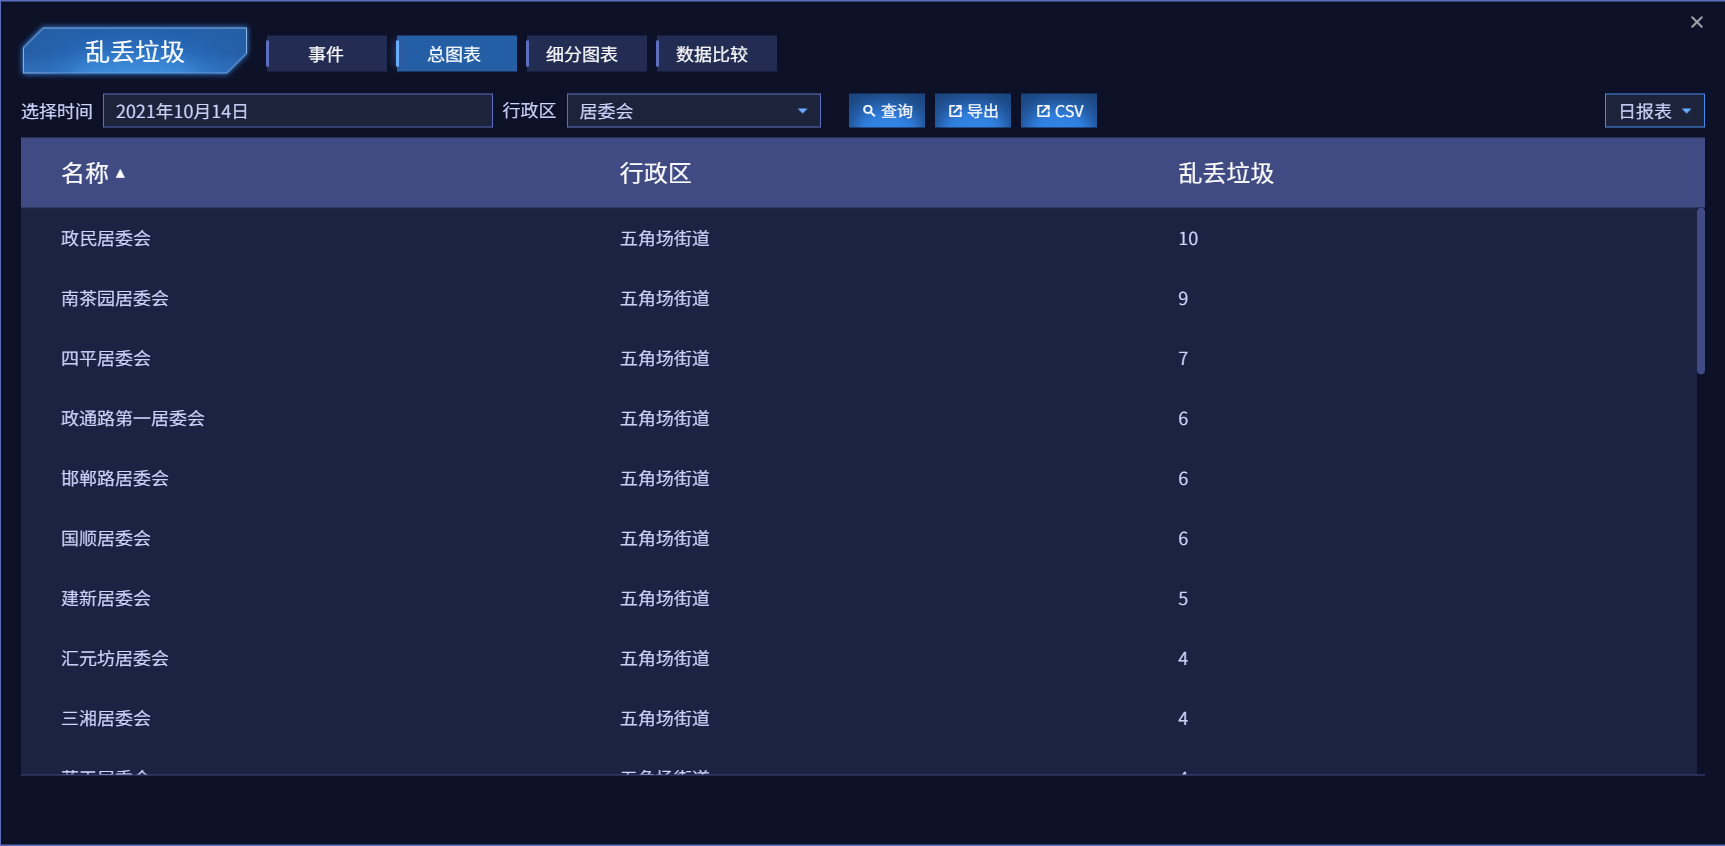 乱丢垃圾
事件 总图表 细分图表 数据比较
选择时间 2021年10月14日 行政区 居委会 查询 导出 CSV 日报表
名称 行政区 乱丢垃圾
政民居委会 五角场街道 10
南茶园居委会 五角场街道 9
四平居委会 五角场街道 7
政通路第一居委会 五角场街道 6
邯郸路居委会 五角场街道 6
国顺居委会 五角场街道 6
建新居委会 五角场街道 5
汇元坊居委会 五角场街道 4
三湘居委会 五角场街道 4